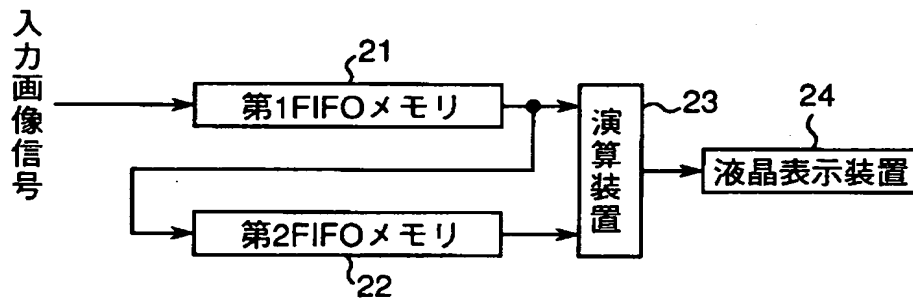 入力画像信号
21
第1FIFOメモリ
演算装置
23
24
液晶表示装置
第2FIFOメモリ
22